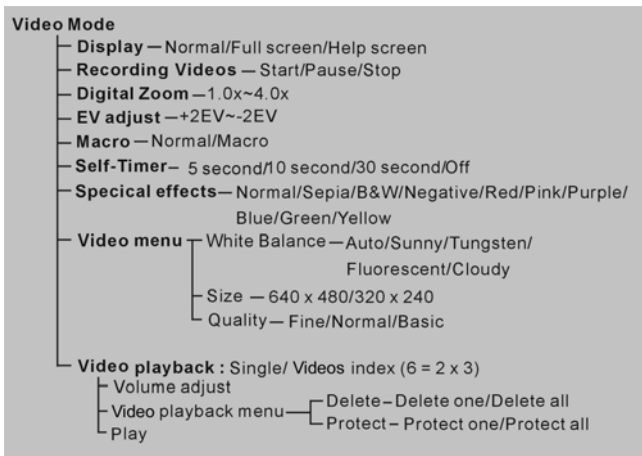 Video Mode
Display – Normal/Full screen/Help screen
Recording Videos – Start/Pause/Stop
Digital Zoom –1.0x~4.0x
EV adjust –+2EV~-2EV
Macro – Normal/Macro
Self-Timer– 5 second/10 second/30 second/Off
Specical effects– Normal/Sepia/B&W/Negative/Red/Pink/Purple/
Blue/Green/Yellow
Video menu White Balance – Auto/Sunny/Tungsten/
Fluorescent/Cloudy
Size – 640 x 480/320 x 240
Quality– Fine/Normal/Basic
Video playback : Single/ Videos index (6 = 2 x 3)
Volume adjust
Delete– Delete one/Delete all
Video playback menu
Protect– Protect one/Protect all
Play